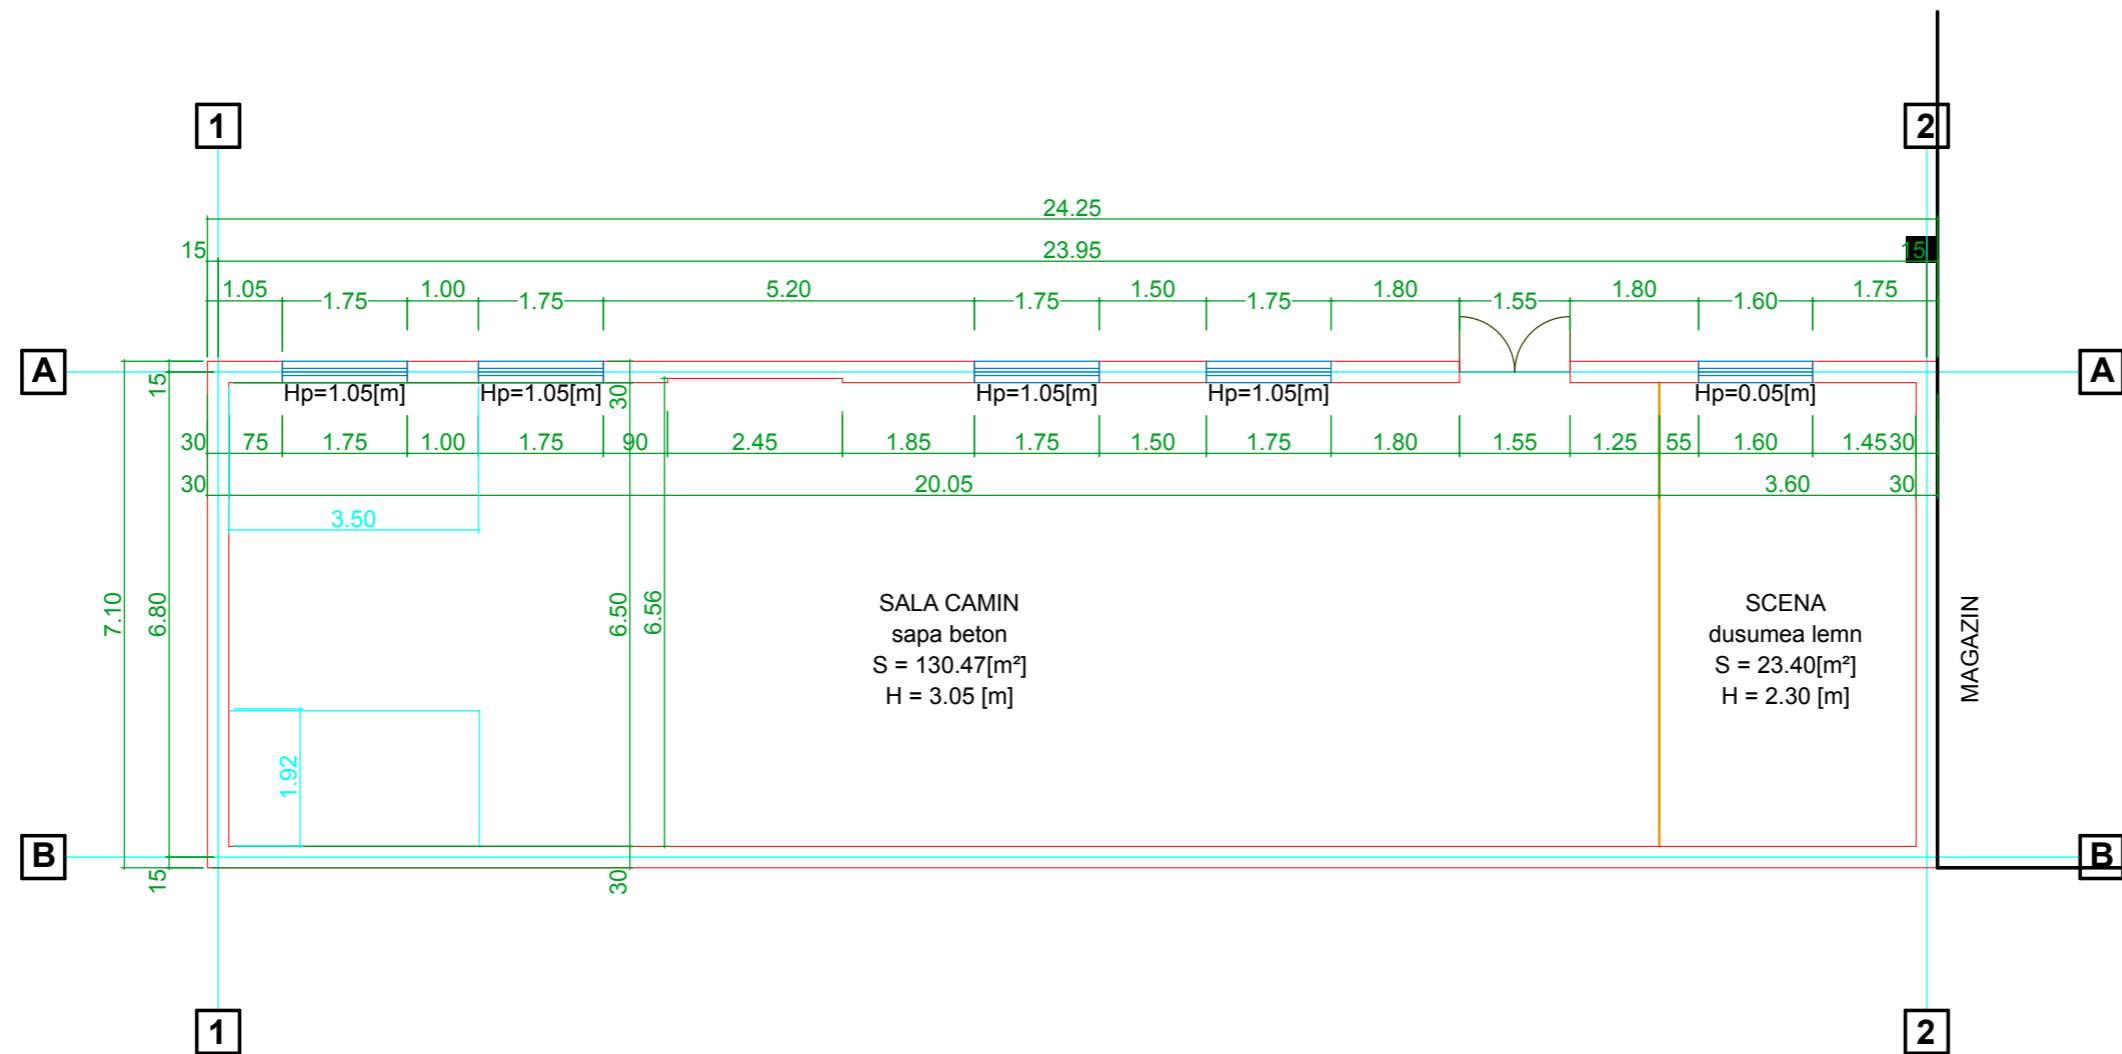 1
2
24.25
15
23.95
15
1.05
1.75
1.00
1.75
5.20
1.75
1.50
1.75
1.80
1.55
1.80
1.60
1.75
A
A
15
30
Hp=1.05[m]
Hp=1.05[m]
Hp=1.05[m]
Hp=1.05[m]
Hp=0.05[m]
30
75
1.75
1.00
1.75
90
2.45
1.85
1.75
1.50
1.75
1.80
1.55
1.25
55
1.60
1.45
30
30
20.05
3.60
30
3.50
7.10
6.80
6.50
6.56
SALA CAMIN
sapa beton
S = 130.47[m²]
H = 3.05 [m]
SCENA
dusumea lemn
S = 23.40[m²]
H = 2.30 [m]
MAGAZIN
1.92
B
B
15
30
1
2